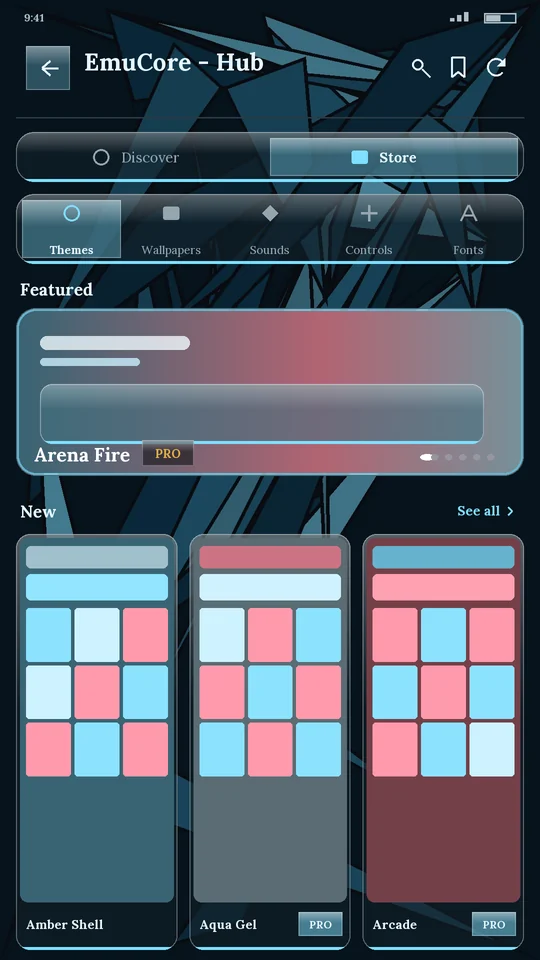 9:41
EmuCore - Hub
Discover
Store
Themes
Wallpapers
Sounds
Controls
Fonts
Featured
Arena Fire
PRO
New
See all
Amber Shell
Aqua Gel
PRO
Arcade
PRO